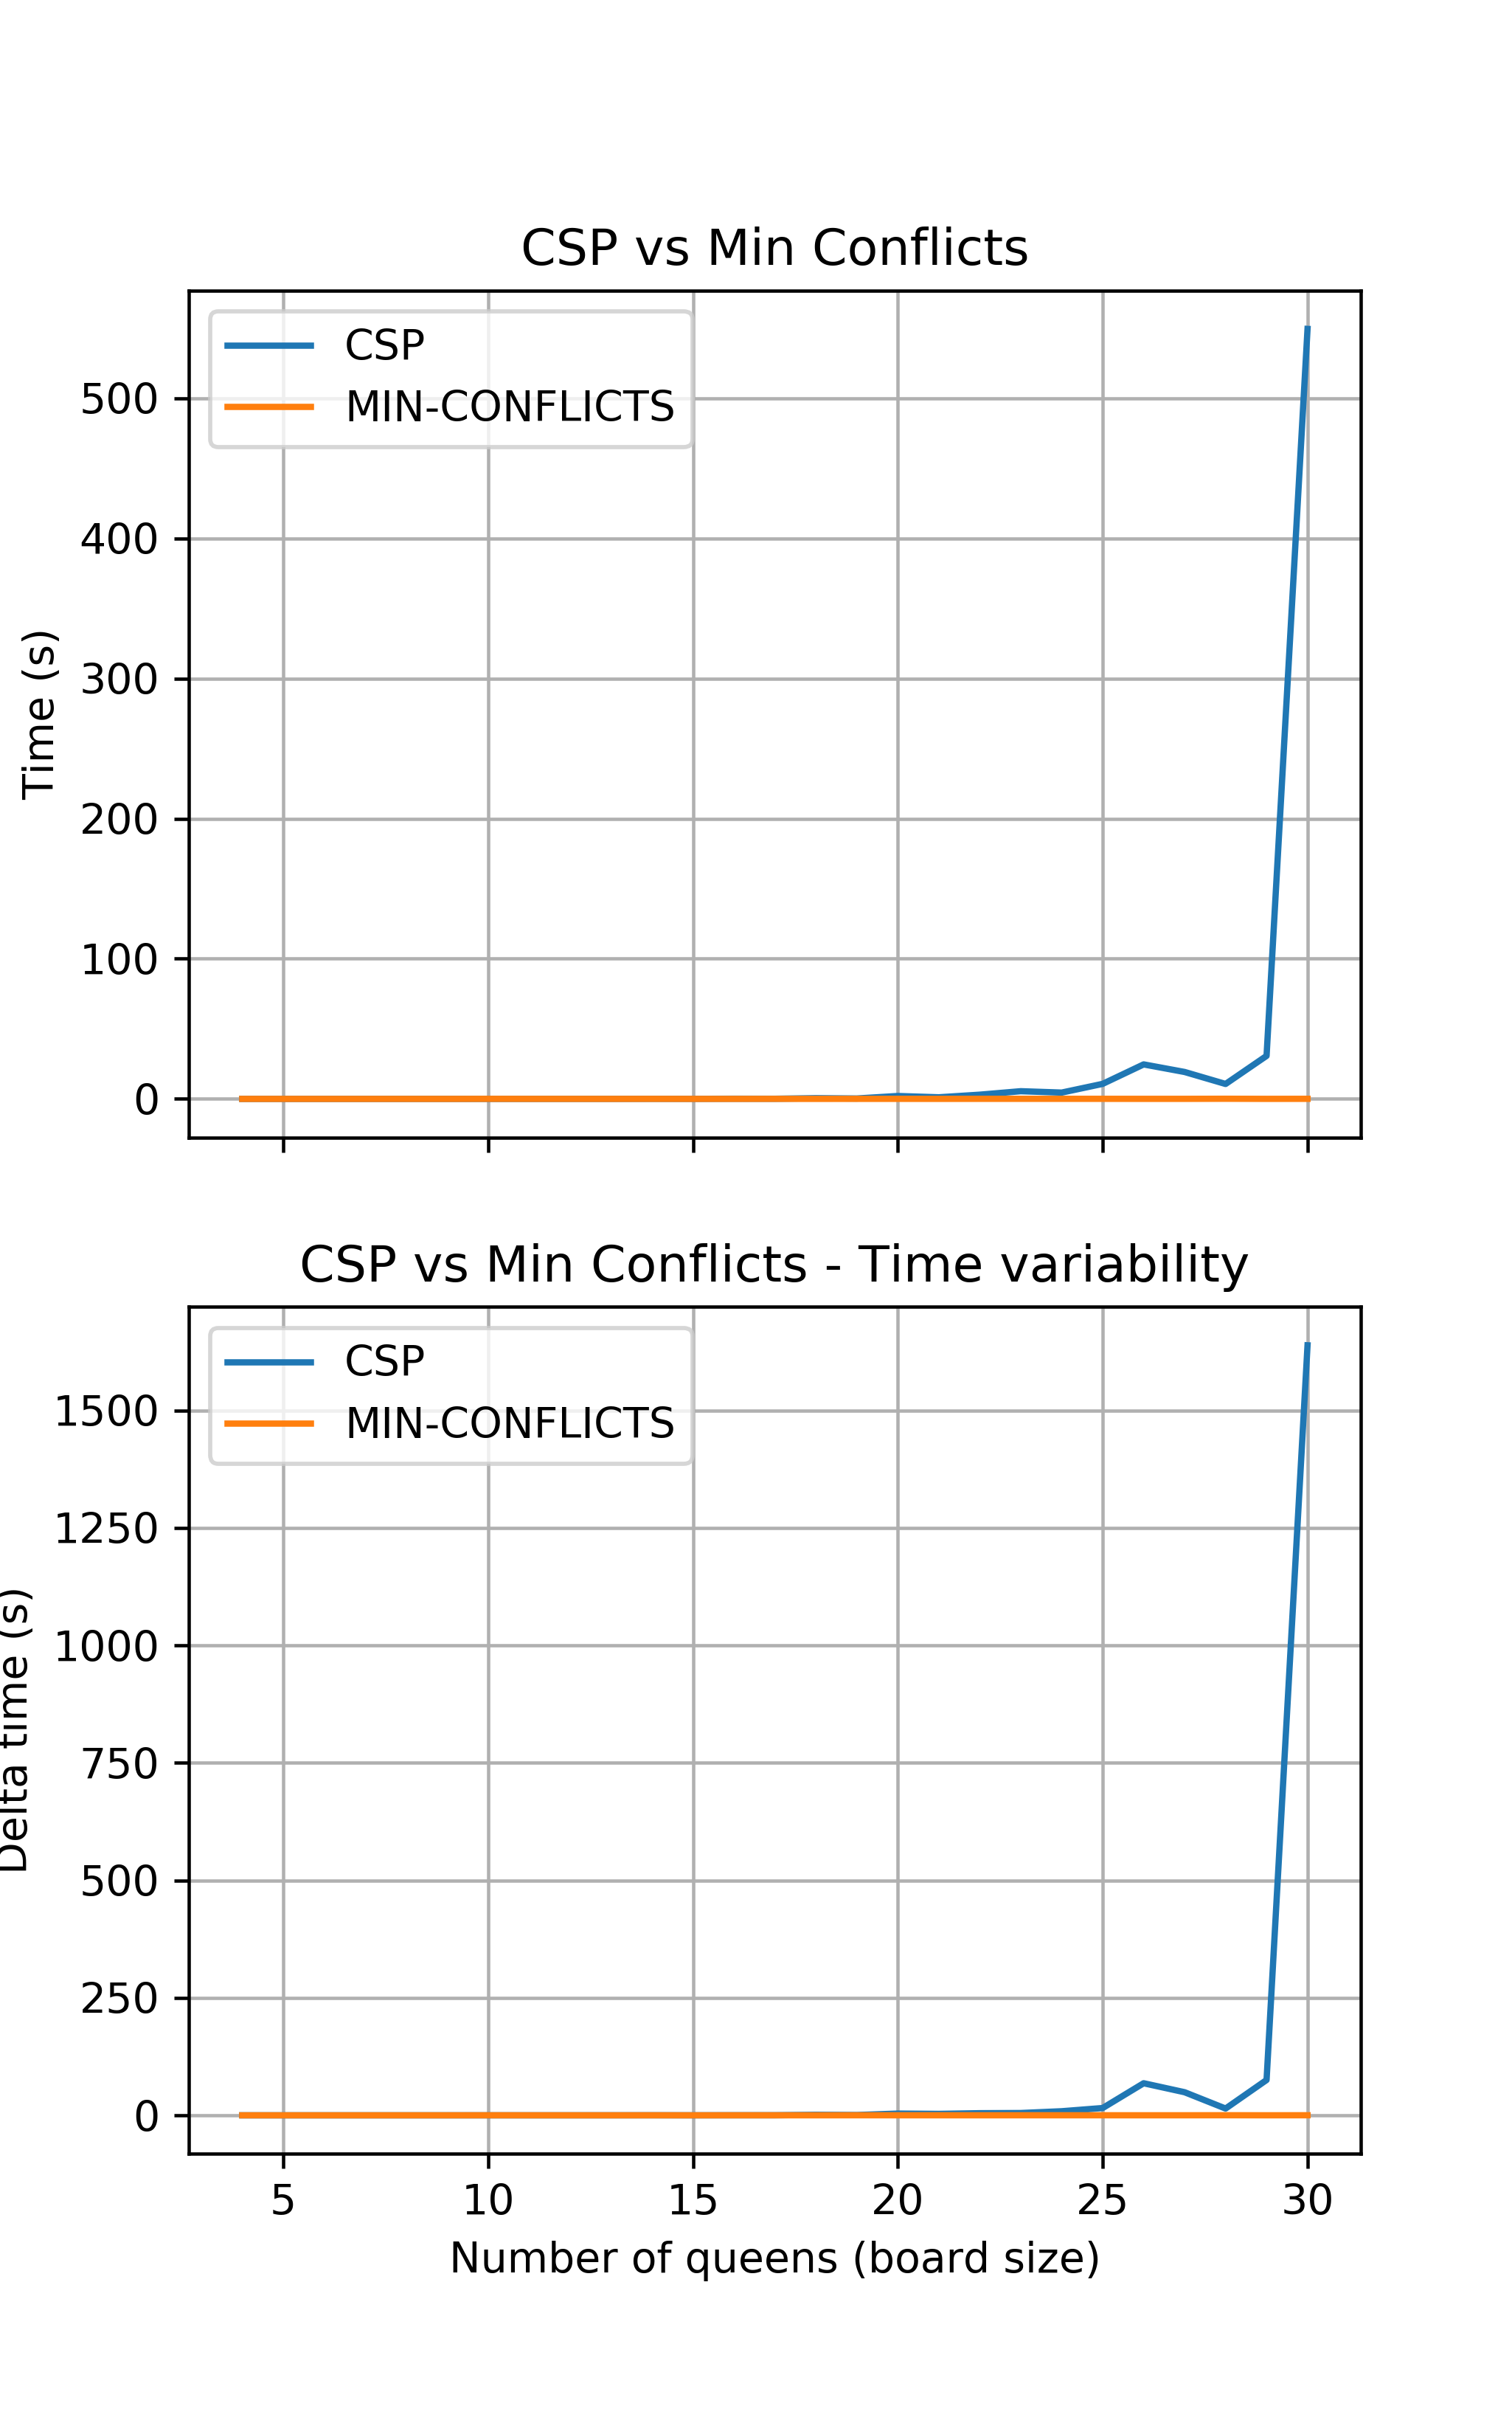 CSP vs Min Conflicts
CSP
MIN-CONFLICTS
Time (s)
500
400
300
200
100
0
CSP vs Min Conflicts - Time variability
CSP
MIN-CONFLICTS
Delta time (s)
1500
1250
1000
750
500
250
0
5 10 15 20 25 30
Number of queens (board size)